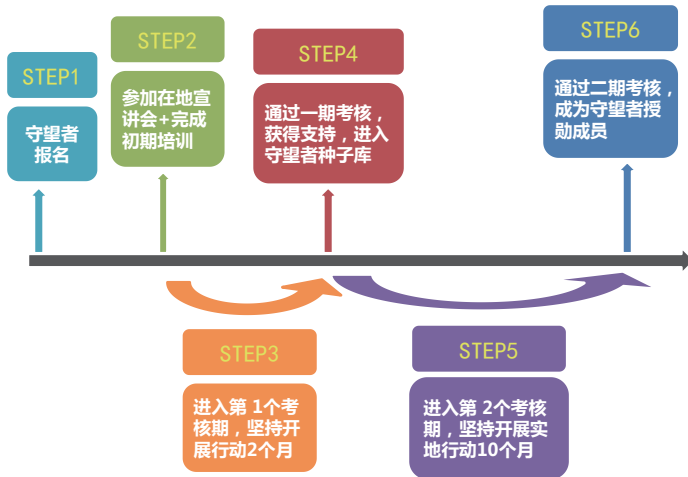 STEP1
守望者
报名
STEP2
参加在地宣
讲会+完成
初期培训
STEP4
通过一期考核，
获得支持，进入
守望者种子库
STEP6
通过二期考核，
成为守望者授
勋成员
STEP3
进入第 1个考
核期，坚持开
展行动2个月
STEP5
进入第 2个考核
期，坚持开展实
地行动10个月